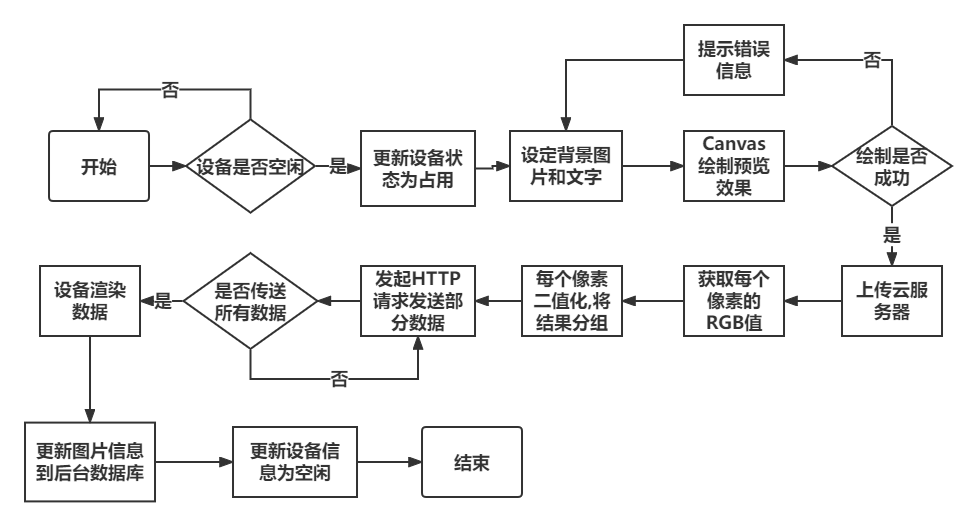 提示错误
信息
否
否
开始
设备是否空闲
是
更新设备状
态为占用
设定背景图
片和文字
Canvas
绘制预览
效果
绘制是否
成功
是
设备渲染
数据
是
是否传送
所有数据
发起HTTP
请求发送部
分数据
每个像素
二值化,将
结果分组
获取每个
像素的
RGB值
上传云服
务器
否
更新图片信息
到后台数据库
更新设备信
息为空闲
结束